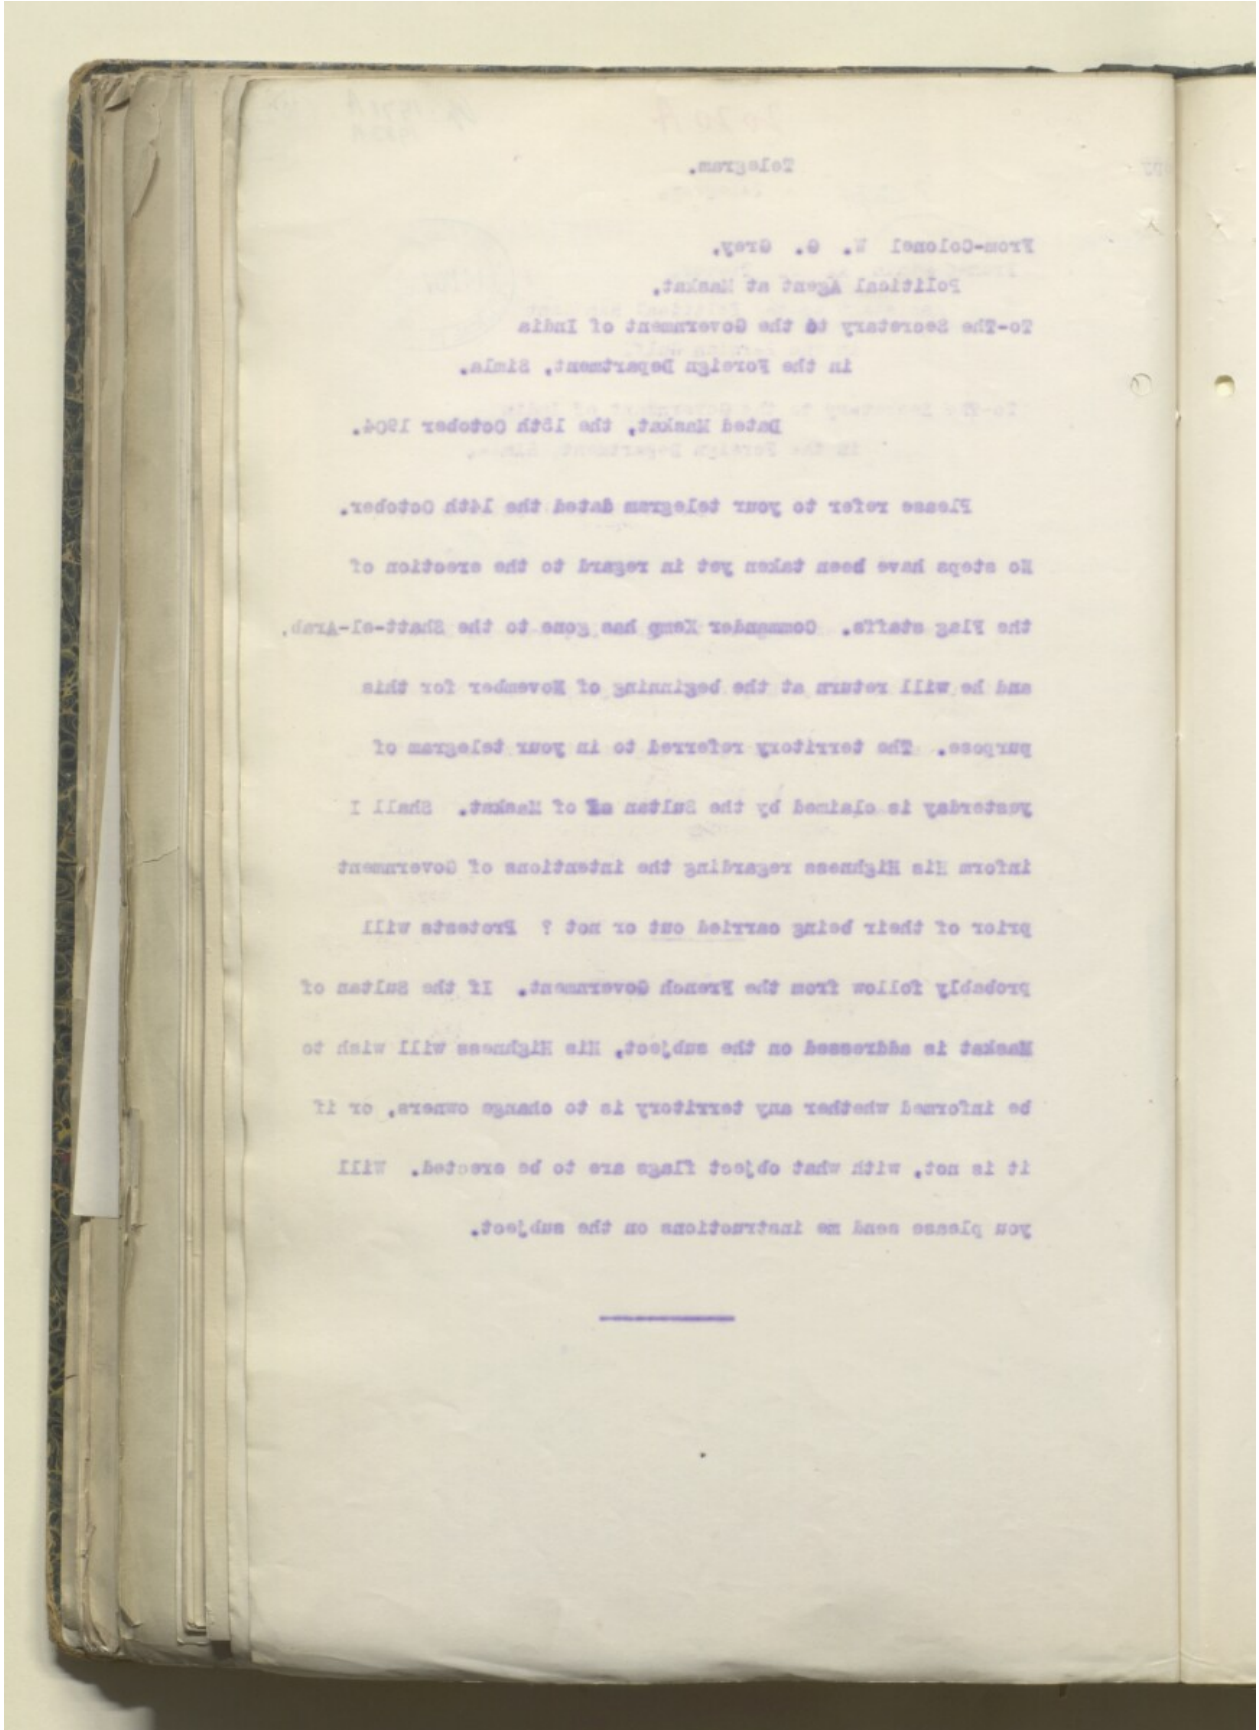 Telegram.
From-Colonel W. G. Grey,
Political Agent at Maskat,
To-The Secretary to the Government of India
in the Foreign Department, Simla.
Dated Maskat, the 15th October 1904.
Please refer to your telegram dated the 14th October.
No steps have been taken yet in regard to the erection of
the Flag staffs. Commander Kemp has gone to the Shatt-el-Arab,
and he will return at the beginning of November for this
purpose. The territory referred to in your telegram of
yesterday is claimed by the Sultan of Maskat. Shall I
inform His Highness regarding the intentions of Government
prior of their being carried out or not ? Protests will
probably follow from the French Government. If the Sultan of
Maskat is addressed on the subject, His Highness will wish to
be informed whether any territory is to change owners, or if
it is not, with what object flags are to be erected. Will
you please send me instructions on the subject.